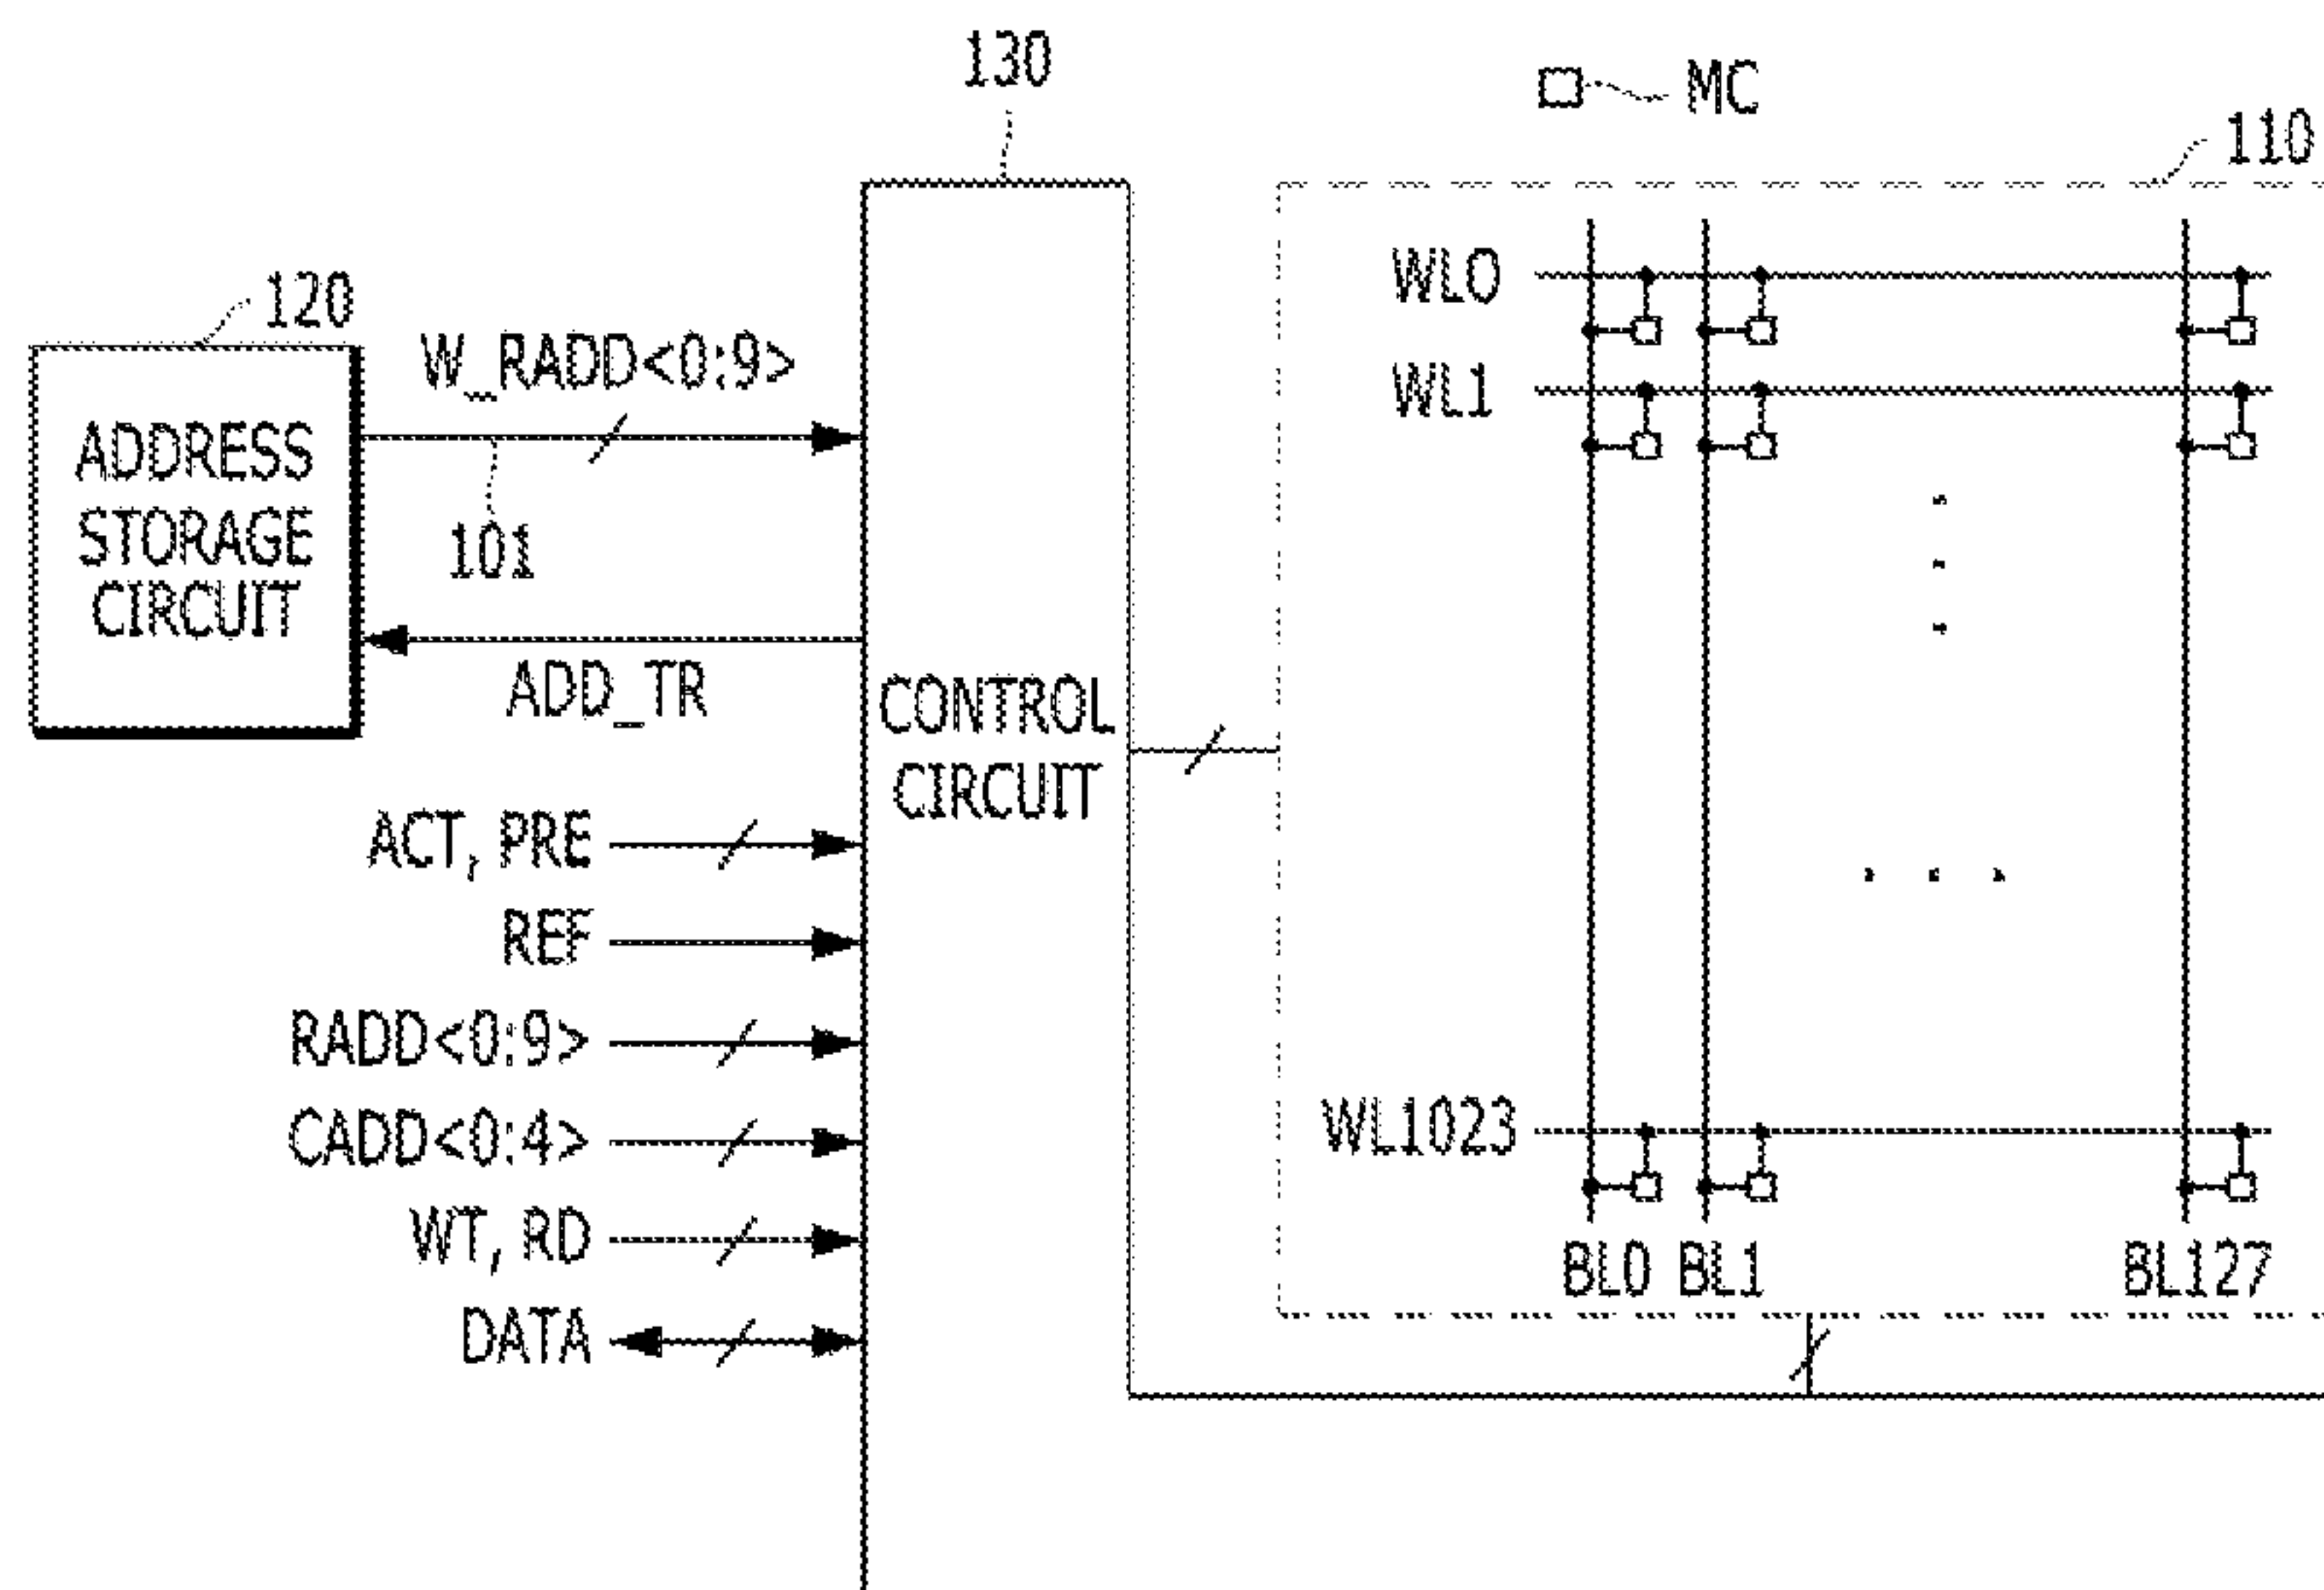 130
MC
110
120
W_RADD<0:9>
ADDRESS
STORAGE
CIRCUIT
101
ADD_TR
CONTROL
CIRCUIT
ACT, PRE
REF
RADD<0:9>
CADD<0:4>
WT, RD
DATA
WL0
WL1
WL1023
BL0 BL1 BL127